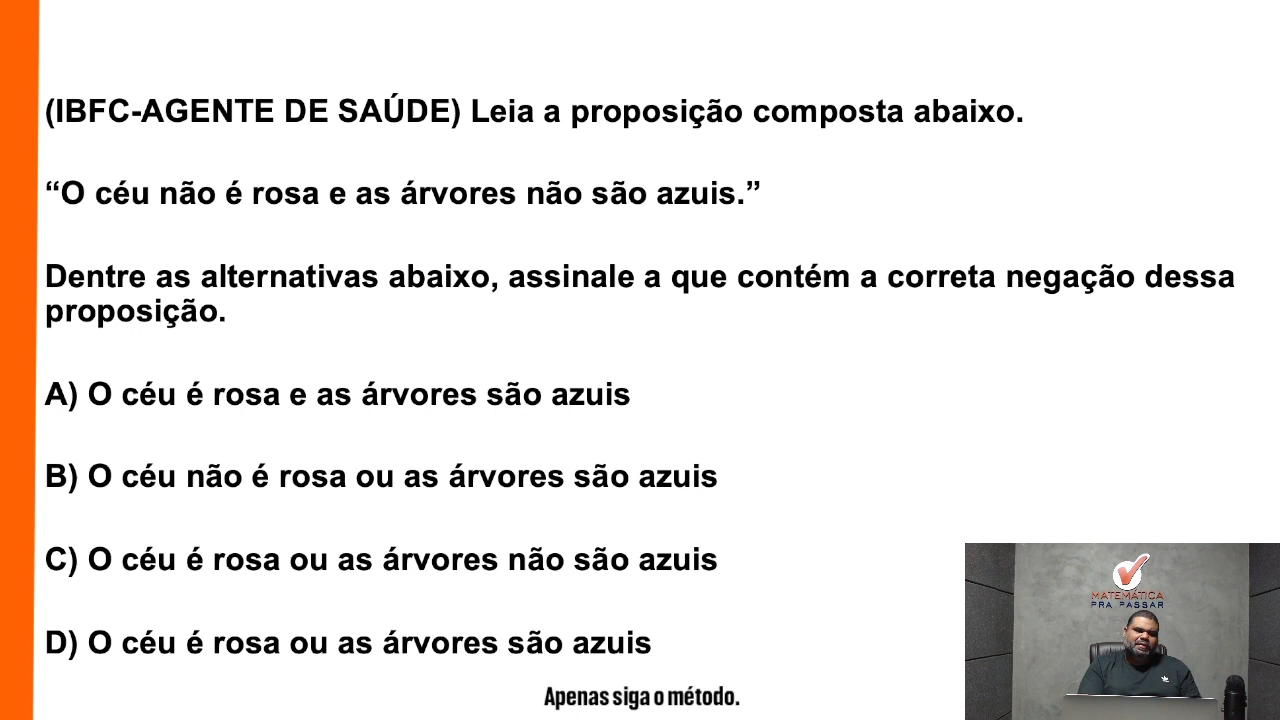 (IBFC-AGENTE DE SAÚDE) Leia a proposição composta abaixo.
“O céu não é rosa e as árvores não são azuis.”
Dentre as alternativas abaixo, assinale a que contém a correta negação dessa
proposição.
A) O céu é rosa e as árvores são azuis
B) O céu não é rosa ou as árvores são azuis
C) O céu é rosa ou as árvores não são azuis
D) O céu é rosa ou as árvores são azuis
MATEMÁTICA
PRA PASSAR
Apenas siga o método.